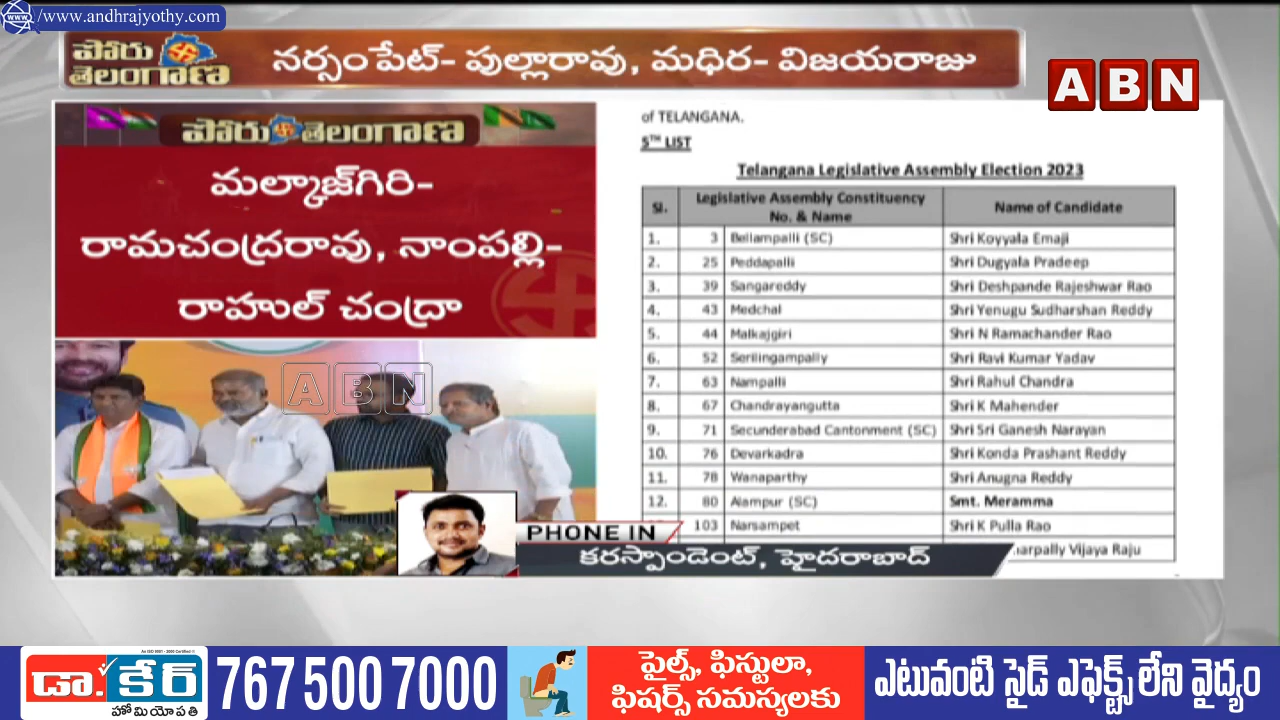 www.andhrajyothy.com
పోరు తెలంగాణ
నర్సంపేట్- పుల్లారావు, మధిర- విజయరాజు
ABN
పోరు తెలంగాణ
మల్కాజ్‌గిరి-
రామచంద్రరావు, నాంపల్లి-
రాహుల్ చంద్రా
ABN
of TELANGANA.
5TH LIST
Telangana Legislative Assembly Election 2023
Sl. Legislative Assembly Constituency No. & Name Name of Candidate
1. 3 Bellampalli (SC) Shri Koyyala Emaji
2. 25 Peddapalli Shri Dugyala Pradeep
3. 39 Sangareddy Shri Deshpande Rajeshwar Rao
4. 43 Medchal Shri Yenugu Sudharshan Reddy
5. 44 Malkajgiri Shri N Ramachander Rao
6. 52 Serilingampally Shri Ravi Kumar Yadav
7. 63 Nampalli Shri Rahul Chandra
8. 67 Chandrayangutta Shri K Mahender
9. 71 Secunderabad Cantonment (SC) Shri Sri Ganesh Narayan
10. 76 Devarkadra Shri Konda Prashant Reddy
11. 78 Wanaparthy Shri Anugna Reddy
12. 80 Alampur (SC) Smt. Meramma
103 Narsampet Shri K Pulla Rao
Vijaya Raju
PHONE IN
కరస్పాండెంట్, హైదరాబాద్
డా. కేర్
హోమియోపతి
767 500 7000
పైల్స్, ఫిస్టులా,
ఫిషర్స్ సమస్యలకు
ఎటువంటి సైడ్ ఎఫెక్ట్స్ లేని వైద్యం